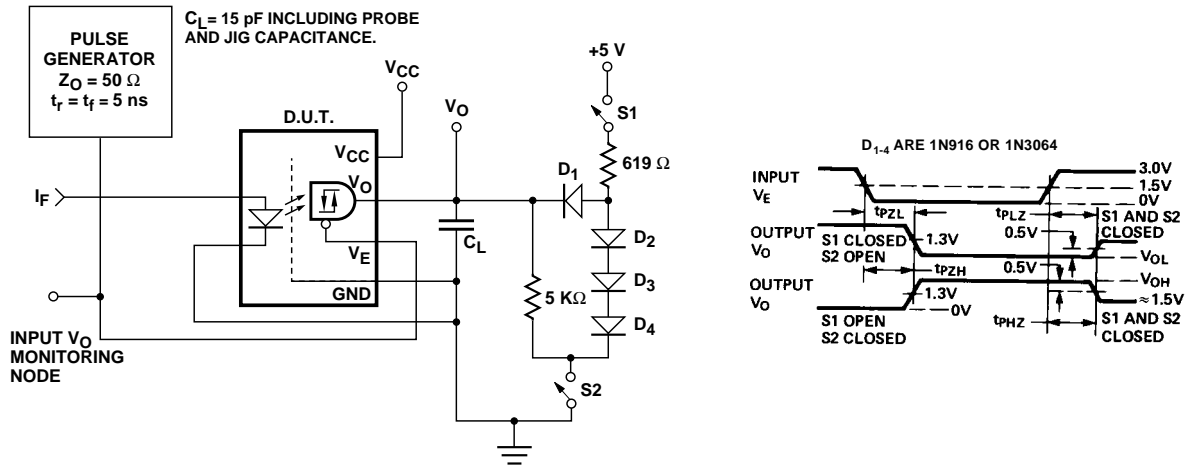 PULSE
GENERATOR
Z_O = 50 Ω
t_r = t_f = 5 ns
C_L= 15 pF INCLUDING PROBE
AND JIG CAPACITANCE.
+5 V
V_CC
V_O
S1
D.U.T.
V_CC
619 Ω
D_1
V_O
I_F
D_2
C_L
V_E
D_3
5 KΩ
GND
D_4
INPUT V_O
MONITORING
NODE
S2
D_1-4 ARE 1N916 OR 1N3064
INPUT
V_E
3.0V
1.5V
0V
t_PZL
t_PLZ
S1 AND S2
CLOSED
OUTPUT
V_O
S1 CLOSED
S2 OPEN
1.3V
0.5V
V_OL
t_PZH
0.5V
V_OH
OUTPUT
V_O
1.3V
≈1.5V
0V
S1 OPEN
S2 CLOSED
t_PHZ
S1 AND S2
CLOSED